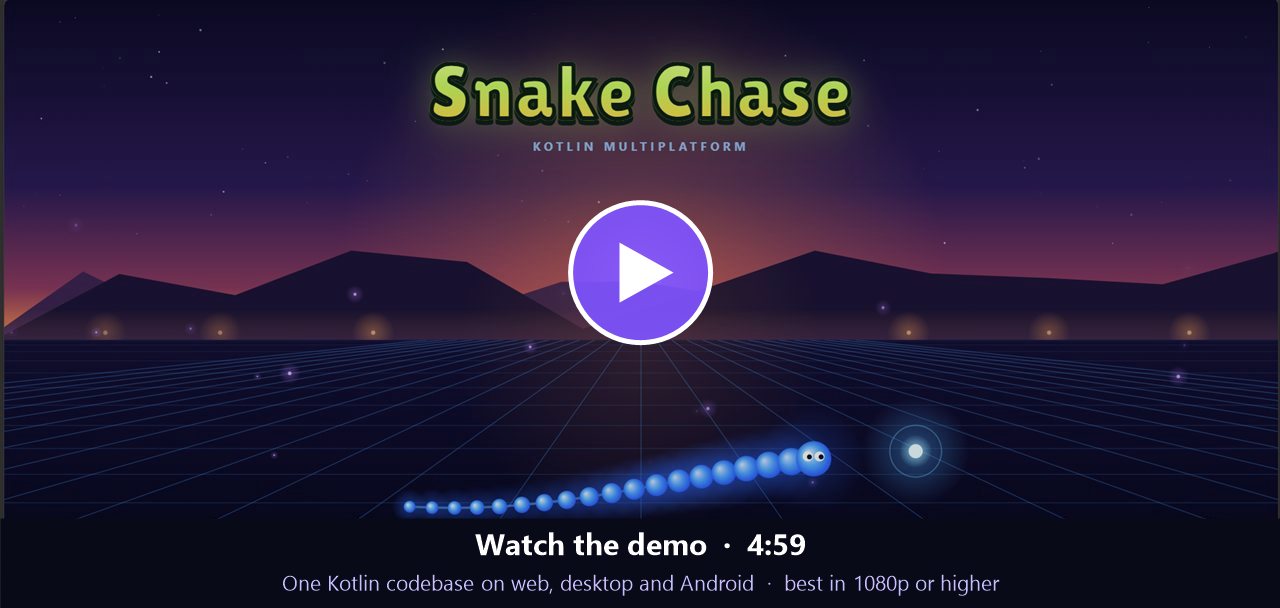 Snake Chase
KOTLIN MULTIPLATFORM
Watch the demo · 4:59
One Kotlin codebase on web, desktop and Android · best in 1080p or higher